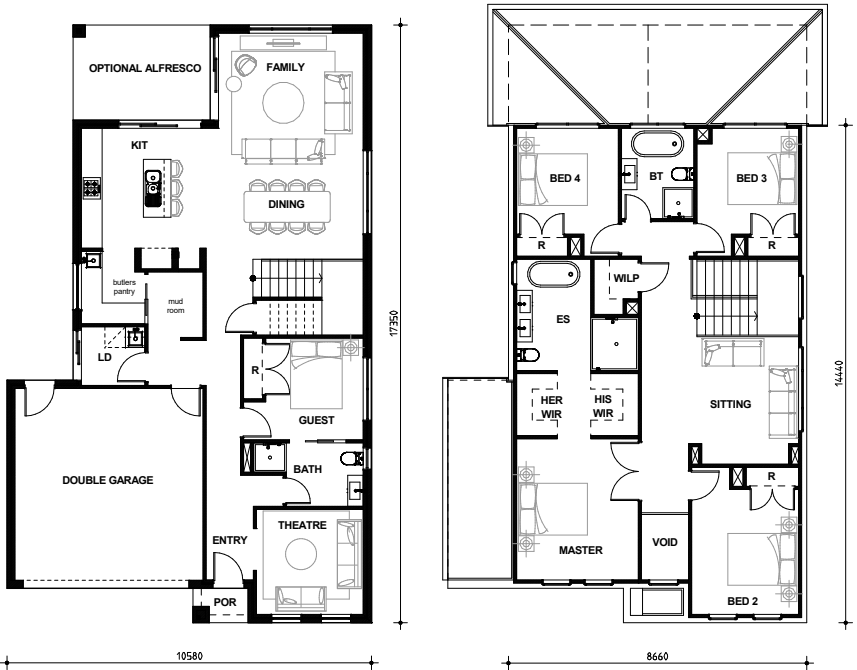 OPTIONAL ALFRESCO
FAMILY
KIT
DINING
butlers
pantry
mud
room
LD
R
GUEST
BATH
DOUBLE GARAGE
THEATRE
ENTRY
POR
17350
10580
BED 4
BT
BED 3
R
R
WILP
ES
HER
WIR
HIS
WIR
SITTING
R
MASTER
VOID
BED 2
14440
8660